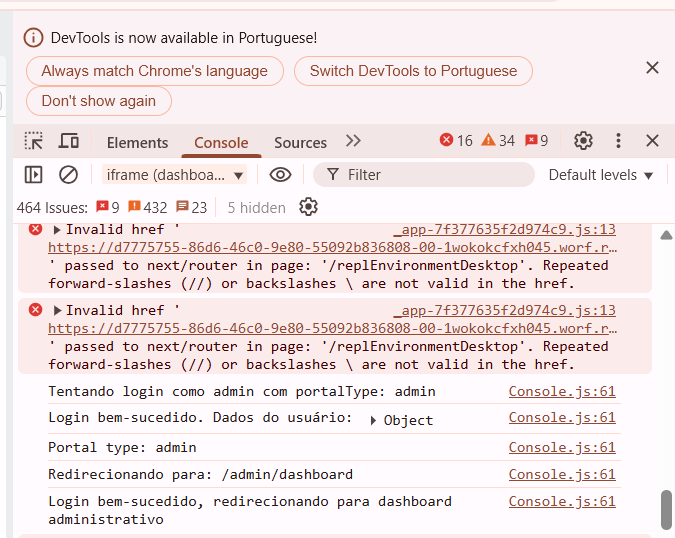 DevTools is now available in Portuguese!
Always match Chrome's language
Switch DevTools to Portuguese
Don't show again
Elements Console Sources 16 34 9
iframe (dashboa... Filter Default levels
464 Issues: 9 432 23 5 hidden
Invalid href ' _app-7f377635f2d974c9.js:13
https://d7775755-86d6-46c0-9e80-55092b836808-00-1wokokcfxh045.worf.r…
' passed to next/router in page: '/replEnvironmentDesktop'. Repeated
forward-slashes (//) or backslashes \ are not valid in the href.
Invalid href ' _app-7f377635f2d974c9.js:13
https://d7775755-86d6-46c0-9e80-55092b836808-00-1wokokcfxh045.worf.r…
' passed to next/router in page: '/replEnvironmentDesktop'. Repeated
forward-slashes (//) or backslashes \ are not valid in the href.
Tentando login como admin com portalType: admin Console.js:61
Login bem-sucedido. Dados do usuário: Object Console.js:61
Portal type: admin Console.js:61
Redirecionando para: /admin/dashboard Console.js:61
Login bem-sucedido, redirecionando para dashboard Console.js:61
administrativo